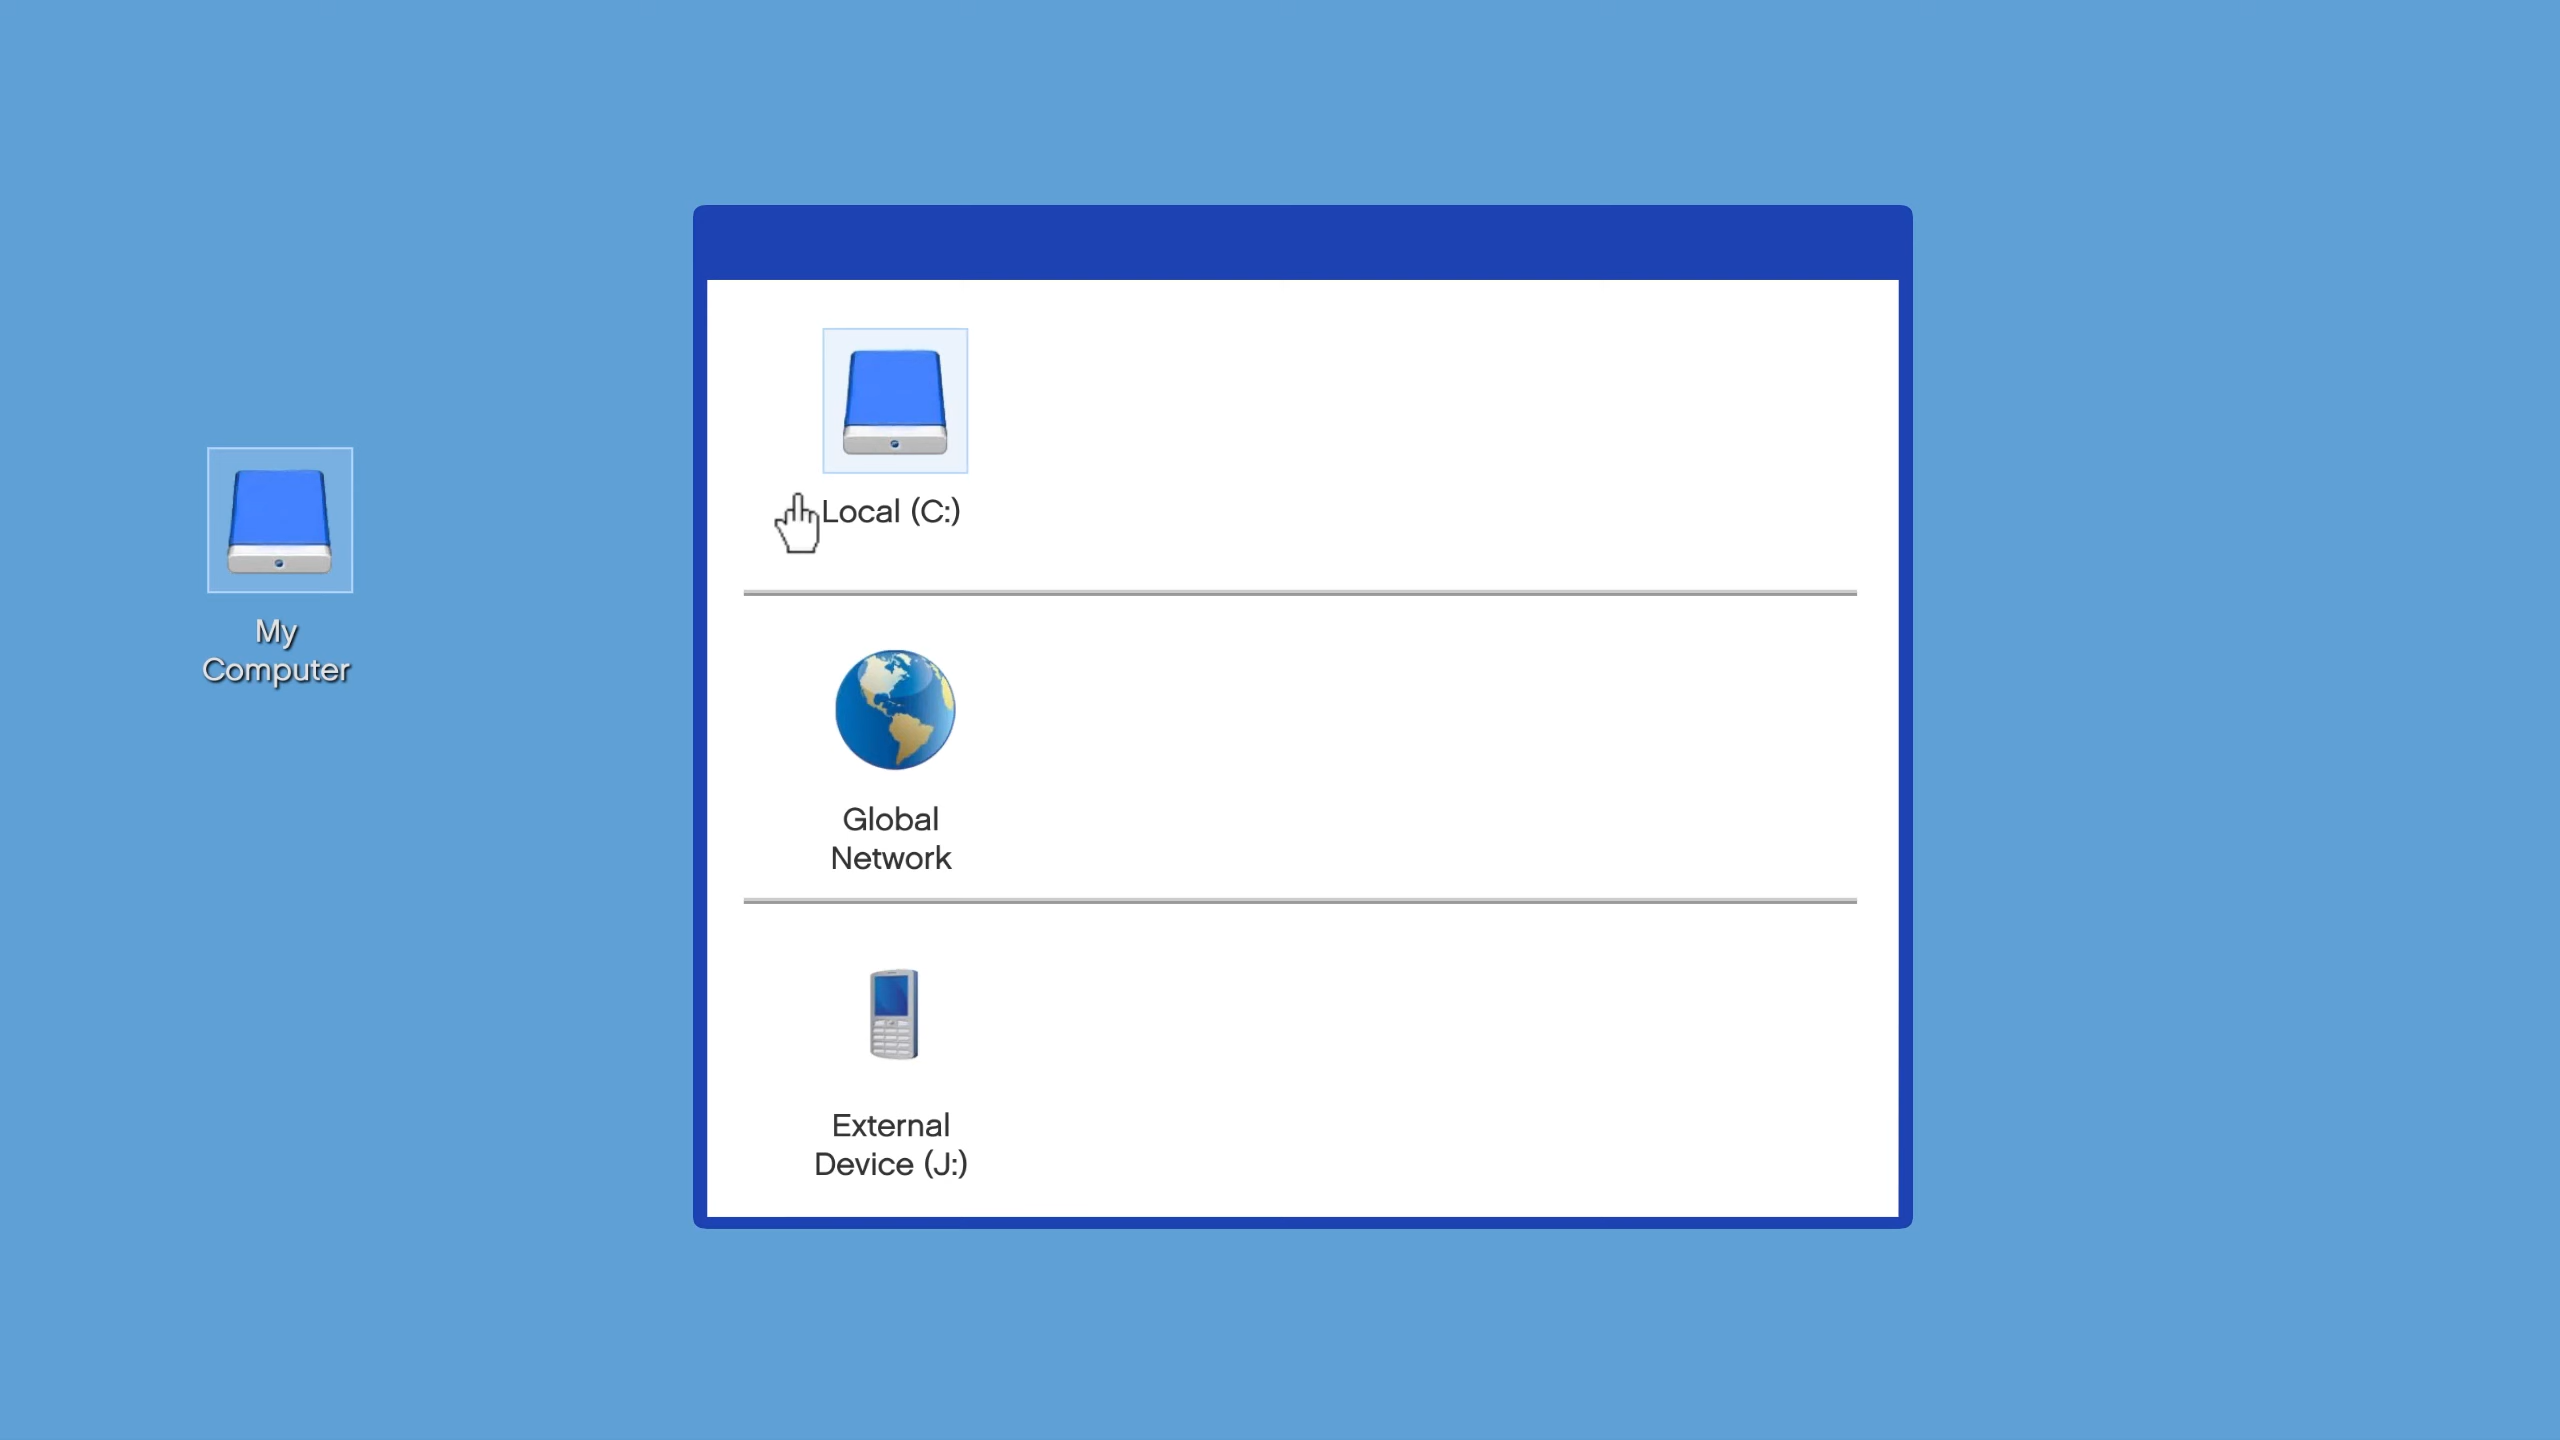 My
Computer
Local (C:)
Global
Network
External
Device (J:)